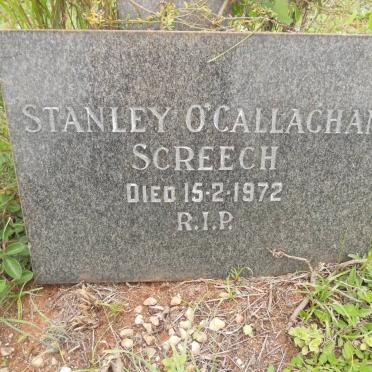 STANLEY O'CALLAGHAN
SCREECH
DIED 15·2·1972
R.I.P.